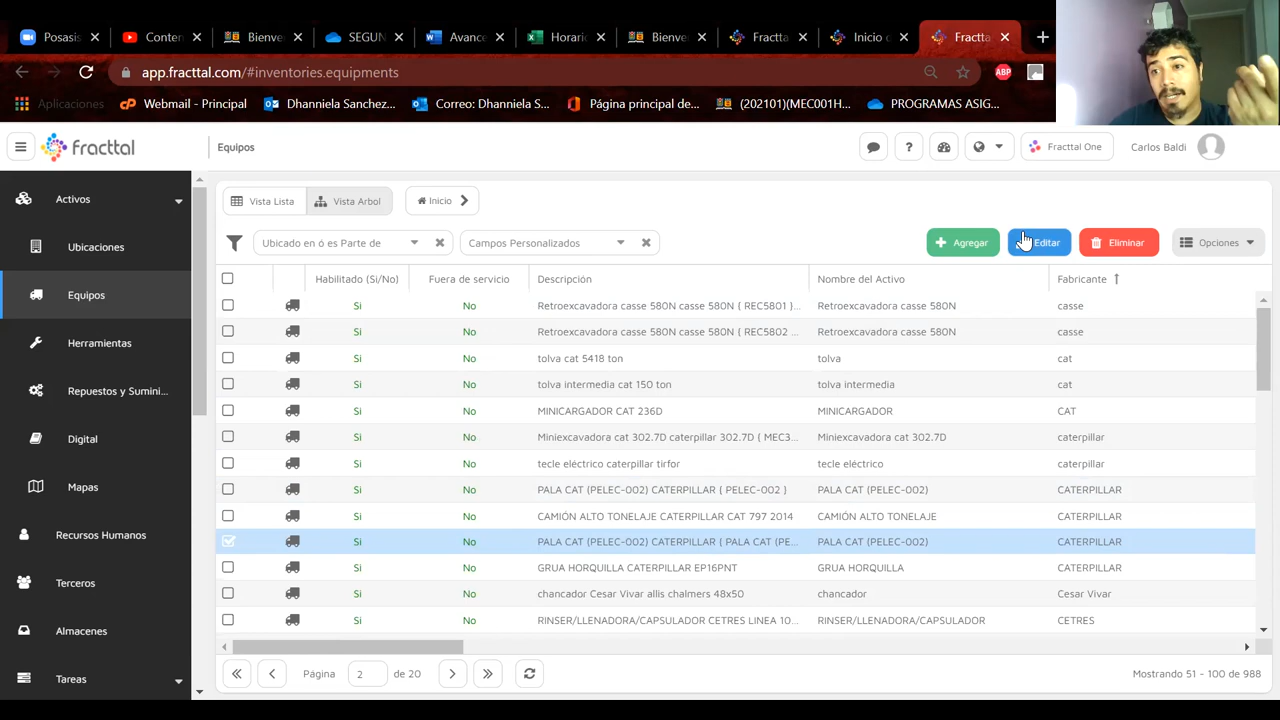 Posasis
Conten
Bienve
SEGUN
Avance
Horario
Bienve
Fractta
Inicio c
Fractta
app.fracttal.com/#inventories.equipments
ABP
Aplicaciones
Webmail - Principal
Dhanniela Sanchez...
Correo: Dhanniela S...
Página principal de...
(202101)(MEC001H...
PROGRAMAS ASIG...
fracttal
Equipos
?
Fracttal One
Carlos Baldi
Activos
Ubicaciones
Equipos
Herramientas
Repuestos y Sumini...
Digital
Mapas
Recursos Humanos
Terceros
Almacenes
Tareas
Vista Lista
Vista Arbol
Inicio
Ubicado en ó es Parte de
Campos Personalizados
Agregar
Editar
Eliminar
Opciones
Habilitado (Si/No) Fuera de servicio Descripción Nombre del Activo Fabricante
Si No Retroexcavadora casse 580N casse 580N { REC5801 }... Retroexcavadora casse 580N casse
Si No Retroexcavadora casse 580N casse 580N { REC5802 ... Retroexcavadora casse 580N casse
Si No tolva cat 5418 ton tolva cat
Si No tolva intermedia cat 150 ton tolva intermedia cat
Si No MINICARGADOR CAT 236D MINICARGADOR CAT
Si No Miniexcavadora cat 302.7D caterpillar 302.7D { MEC3... Miniexcavadora cat 302.7D caterpillar
Si No tecle eléctrico caterpillar tirfor tecle eléctrico caterpillar
Si No PALA CAT (PELEC-002) CATERPILLAR { PELEC-002 } PALA CAT (PELEC-002) CATERPILLAR
Si No CAMIÓN ALTO TONELAJE CATERPILLAR CAT 797 2014 CAMIÓN ALTO TONELAJE CATERPILLAR
Si No PALA CAT (PELEC-002) CATERPILLAR { PALA CAT (PE... PALA CAT (PELEC-002) CATERPILLAR
Si No GRUA HORQUILLA CATERPILLAR EP16PNT GRUA HORQUILLA CATERPILLAR
Si No chancador Cesar Vivar allis chalmers 48x50 chancador Cesar Vivar
Si No RINSER/LLENADORA/CAPSULADOR CETRES LINEA 10... RINSER/LLENADORA/CAPSULADOR CETRES
Página 2 de 20
Mostrando 51 - 100 de 988